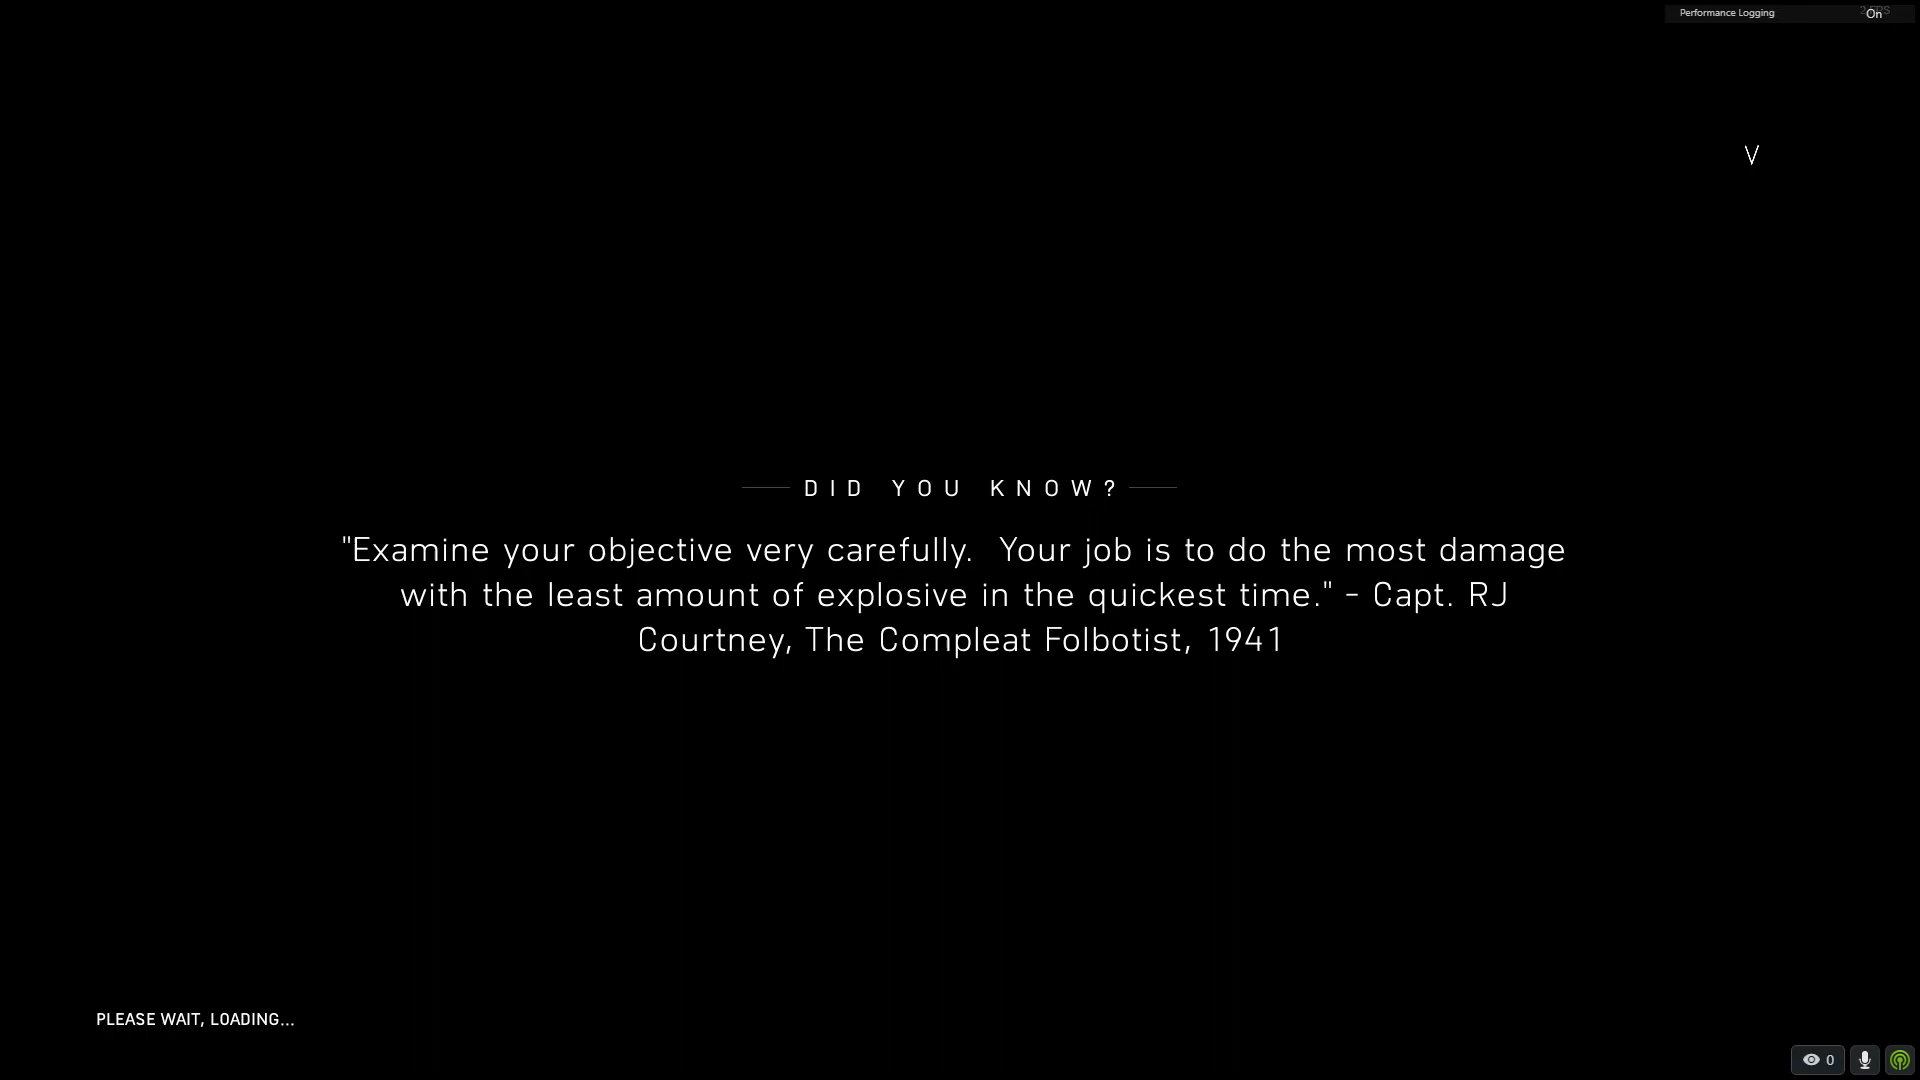 Performance Logging On
V
DID YOU KNOW?
"Examine your objective very carefully.  Your job is to do the most damage
with the least amount of explosive in the quickest time." - Capt. RJ
Courtney, The Compleat Folbotist, 1941
PLEASE WAIT, LOADING...
0